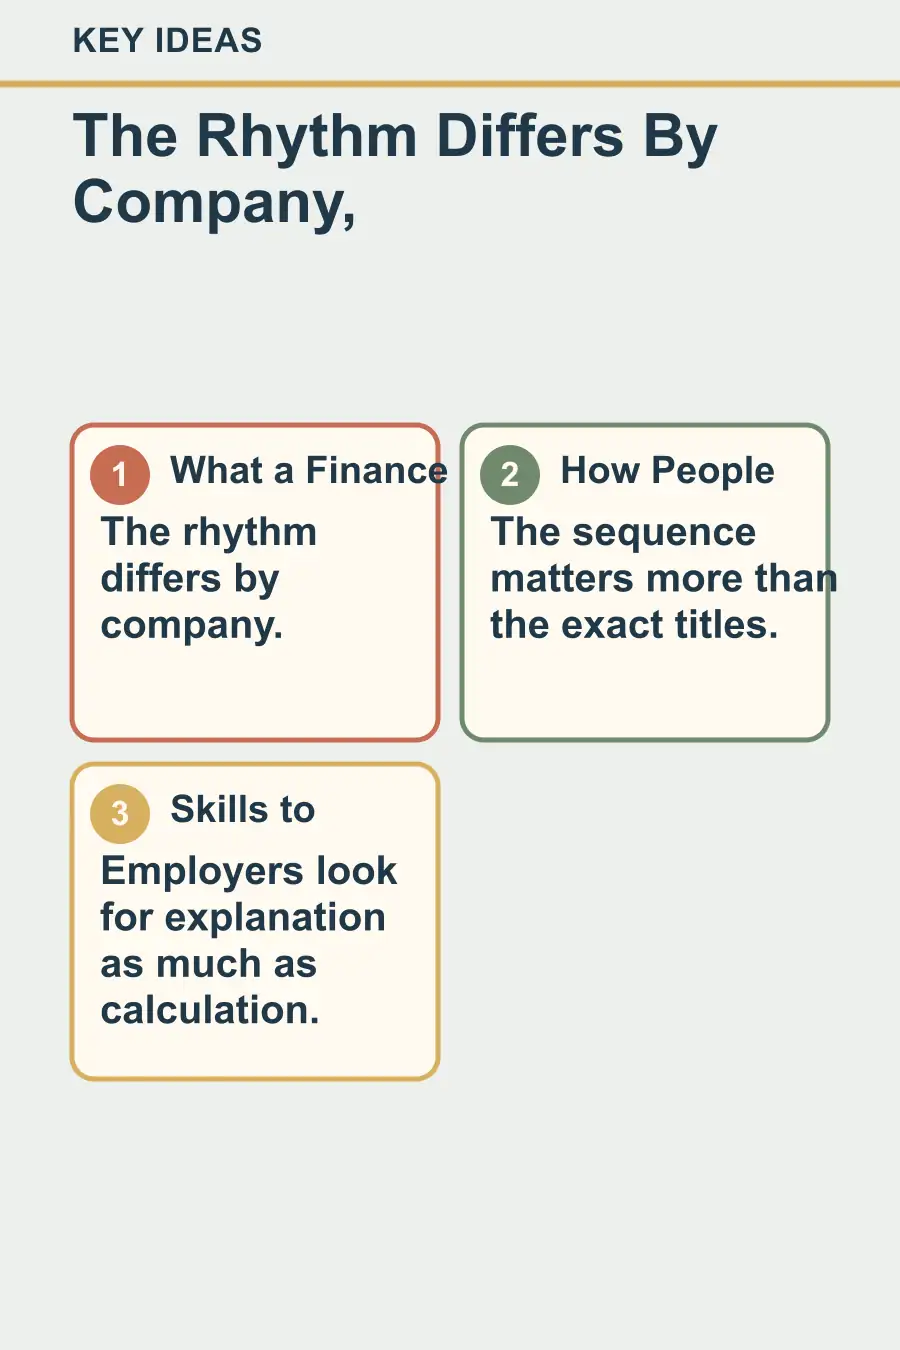 KEY IDEAS
The Rhythm Differs By
Company,
1
What a Finance
The rhythm
differs by
company.
2
How People
The sequence
matters more than
the exact titles.
3
Skills to
Employers look
for explanation
as much as
calculation.